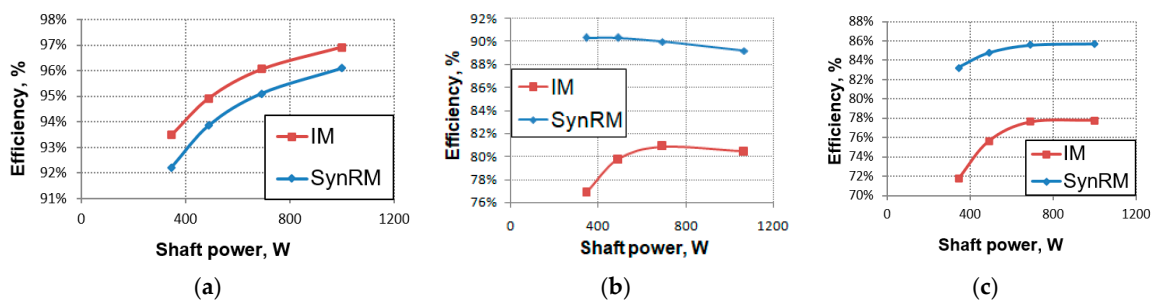 Efficiency, %
98%
97%
96%
95%
94%
93%
92%
91%
IM
SynRM
0
400
800
1200
Shaft power, W
(a)
Efficiency, %
92%
90%
88%
86%
84%
82%
80%
78%
76%
IM
SynRM
0
400
800
1200
Shaft power, W
(b)
Efficiency, %
88%
86%
84%
82%
80%
78%
76%
74%
72%
70%
IM
SynRM
0
400
800
1200
Shaft power, W
(c)